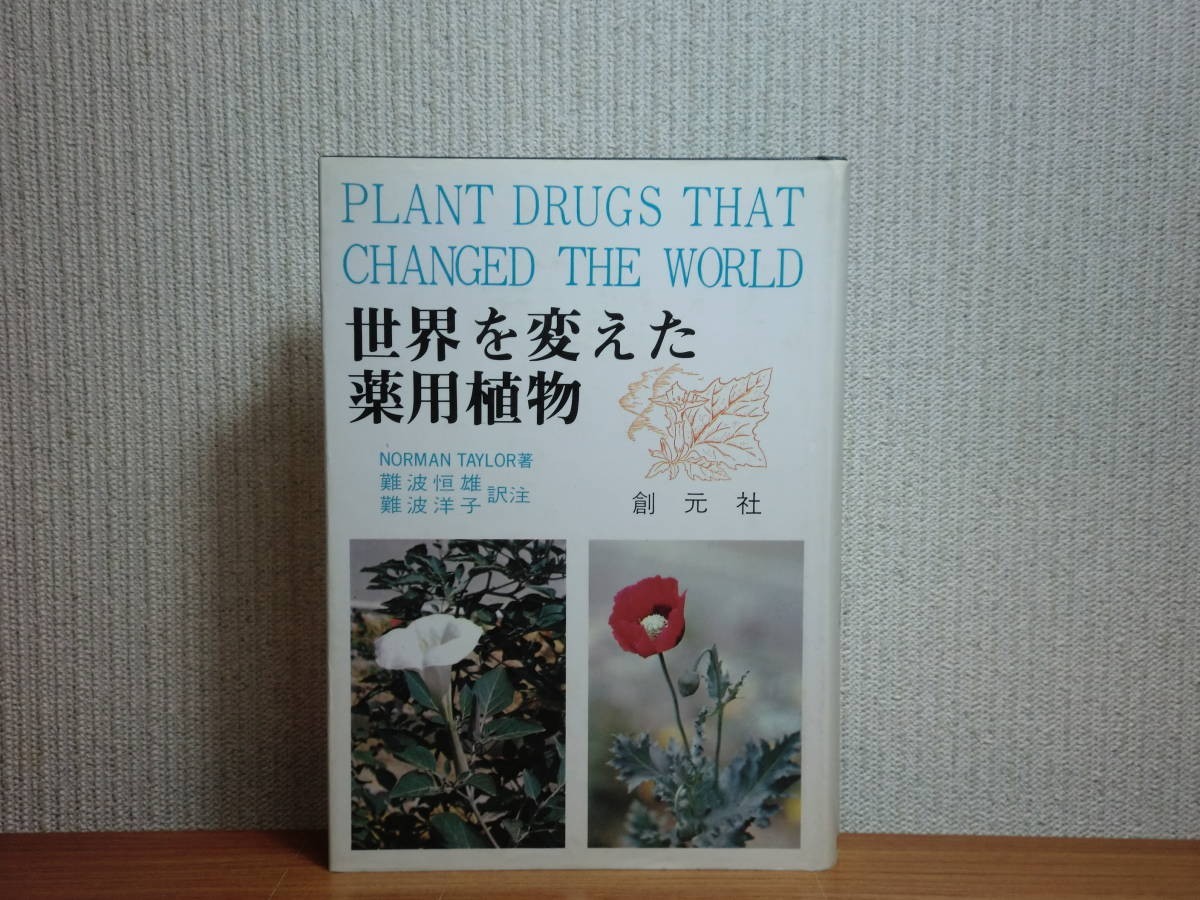 PLANT DRUGS THAT
CHANGED THE WORLD
世界を変えた
薬用植物
NORMAN TAYLOR著
難波恒雄
難波洋子 訳注
創元社